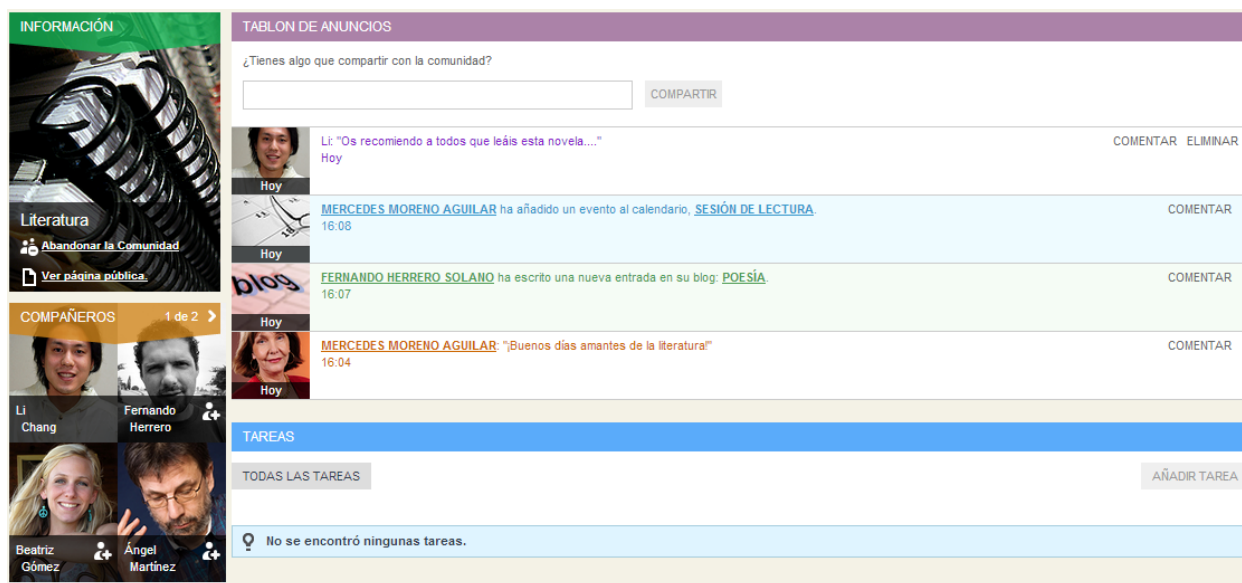 INFORMACIÓN
Literatura
Abandonar la Comunidad
Ver página pública.
COMPAÑEROS 1 de 2
Li
Chang
Fernando
Herrero
Beatriz
Gómez
Ángel
Martínez
TABLON DE ANUNCIOS
¿Tienes algo que compartir con la comunidad?
COMPARTIR
Li: "Os recomiendo a todos que leáis esta novela...."
Hoy
COMENTAR ELIMINAR
Hoy
MERCEDES MORENO AGUILAR ha añadido un evento al calendario, SESIÓN DE LECTURA.
16:08
COMENTAR
18
Hoy
FERNANDO HERRERO SOLANO ha escrito una nueva entrada en su blog: POESÍA.
16:07
COMENTAR
blog
Hoy
MERCEDES MORENO AGUILAR: "¡Buenos días amantes de la literatura!"
16:04
COMENTAR
Hoy
TAREAS
TODAS LAS TAREAS
AÑADIR TAREA
No se encontró ningunas tareas.